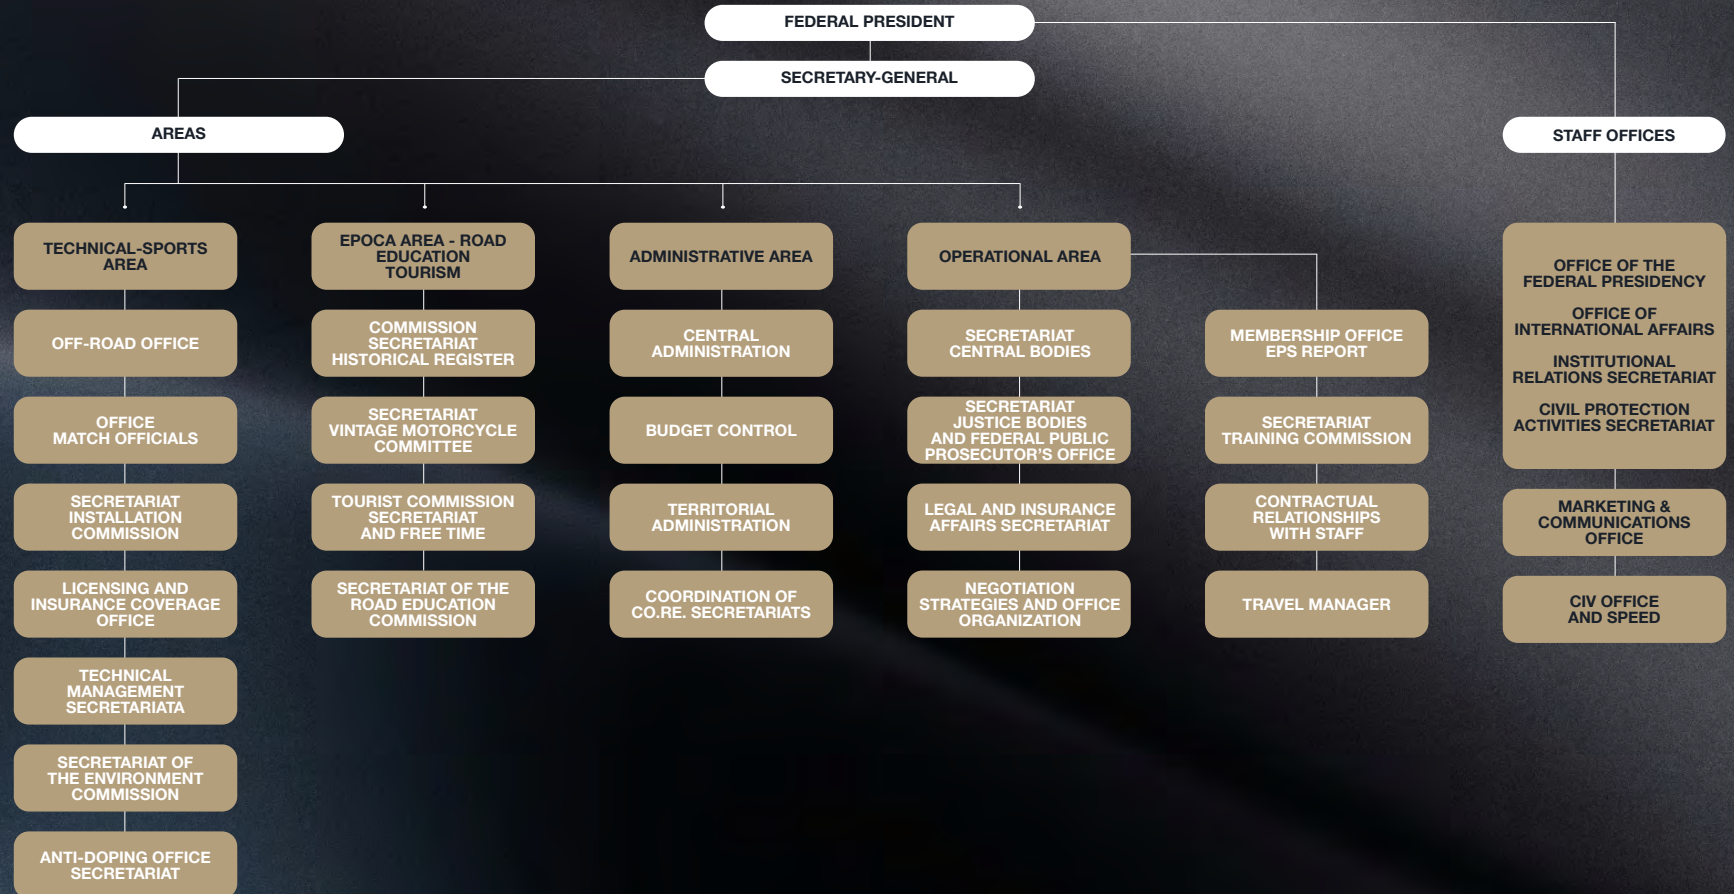 FEDERAL PRESIDENT
SECRETARY-GENERAL
AREAS
STAFF OFFICES
TECHNICAL-SPORTS
AREA
OFF-ROAD OFFICE
OFFICE
MATCH OFFICIALS
SECRETARIAT
INSTALLATION
COMMISSION
LICENSING AND
INSURANCE COVERAGE
OFFICE
TECHNICAL
MANAGEMENT
SECRETARIATA
SECRETARIAT OF
THE ENVIRONMENT
COMMISSION
ANTI-DOPING OFFICE
SECRETARIAT
EPOCA AREA - ROAD
EDUCATION
TOURISM
COMMISSION
SECRETARIAT
HISTORICAL REGISTER
SECRETARIAT
VINTAGE MOTORCYCLE
COMMITTEE
TOURIST COMMISSION
SECRETARIAT
AND FREE TIME
SECRETARIAT OF THE
ROAD EDUCATION
COMMISSION
ADMINISTRATIVE AREA
CENTRAL
ADMINISTRATION
BUDGET CONTROL
TERRITORIAL
ADMINISTRATION
COORDINATION OF
CO.RE. SECRETARIATS
OPERATIONAL AREA
SECRETARIAT
CENTRAL BODIES
SECRETARIAT
JUSTICE BODIES
AND FEDERAL PUBLIC
PROSECUTOR'S OFFICE
LEGAL AND INSURANCE
AFFAIRS SECRETARIAT
NEGOTIATION
STRATEGIES AND OFFICE
ORGANIZATION
MEMBERSHIP OFFICE
EPS REPORT
SECRETARIAT
TRAINING COMMISSION
CONTRACTUAL
RELATIONSHIPS
WITH STAFF
TRAVEL MANAGER
OFFICE OF THE
FEDERAL PRESIDENCY
OFFICE OF
INTERNATIONAL AFFAIRS
INSTITUTIONAL
RELATIONS SECRETARIAT
CIVIL PROTECTION
ACTIVITIES SECRETARIAT
MARKETING &
COMMUNICATIONS
OFFICE
CIV OFFICE
AND SPEED